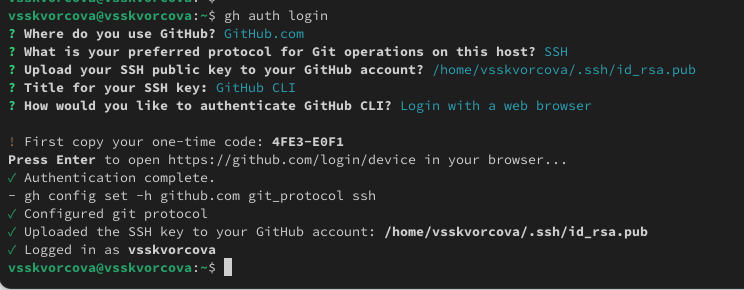 vsskvorcova@vsskvorcova:~$ gh auth login
? Where do you use GitHub? GitHub.com
? What is your preferred protocol for Git operations on this host? SSH
? Upload your SSH public key to your GitHub account? /home/vsskvorcova/.ssh/id_rsa.pub
? Title for your SSH key: GitHub CLI
? How would you like to authenticate GitHub CLI? Login with a web browser
! First copy your one-time code: 4FE3-E0F1
Press Enter to open https://github.com/login/device in your browser...
✓ Authentication complete.
- gh config set -h github.com git_protocol ssh
✓ Configured git protocol
✓ Uploaded the SSH key to your GitHub account: /home/vsskvorcova/.ssh/id_rsa.pub
✓ Logged in as vsskvorcova
vsskvorcova@vsskvorcova:~$